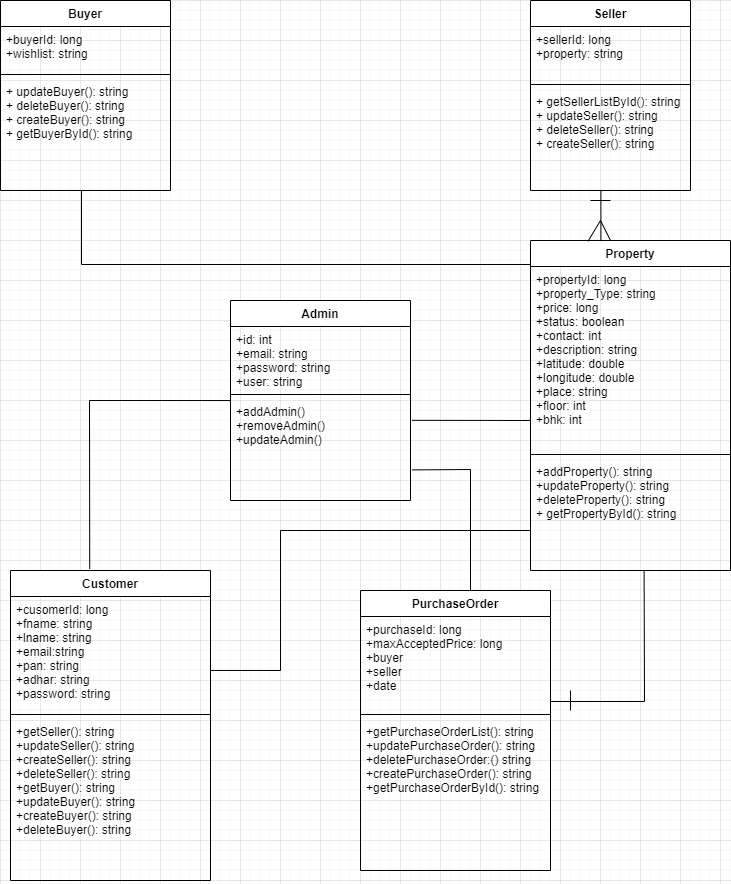 Buyer
+buyerId: long
+wishlist: string
+ updateBuyer(): string
+ deleteBuyer(): string
+ createBuyer(): string
+ getBuyerById(): string
Seller
+sellerId: long
+property: string
+ getSellerListById(): string
+ updateSeller(): string
+ deleteSeller(): string
+ createSeller(): string
Property
+propertyId: long
+property_Type: string
+price: long
+status: boolean
+contact: int
+description: string
+latitude: double
+longitude: double
+place: string
+floor: int
+bhk: int
+addProperty(): string
+updateProperty(): string
+deleteProperty(): string
+ getPropertyById(): string
Admin
+id: int
+email: string
+password: string
+user: string
+addAdmin()
+removeAdmin()
+updateAdmin()
Customer
+cusomerId: long
+fname: string
+lname: string
+email:string
+pan: string
+adhar: string
+password: string
+getSeller(): string
+updateSeller(): string
+createSeller(): string
+deleteSeller(): string
+getBuyer(): string
+updateBuyer(): string
+createBuyer(): string
+deleteBuyer(): string
PurchaseOrder
+purchaseId: long
+maxAcceptedPrice: long
+buyer
+seller
+date
+getPurchaseOrderList(): string
+updatePurchaseOrder(): string
+deletePurchaseOrder:() string
+createPurchaseOrder(): string
+getPurchaseOrderById(): string